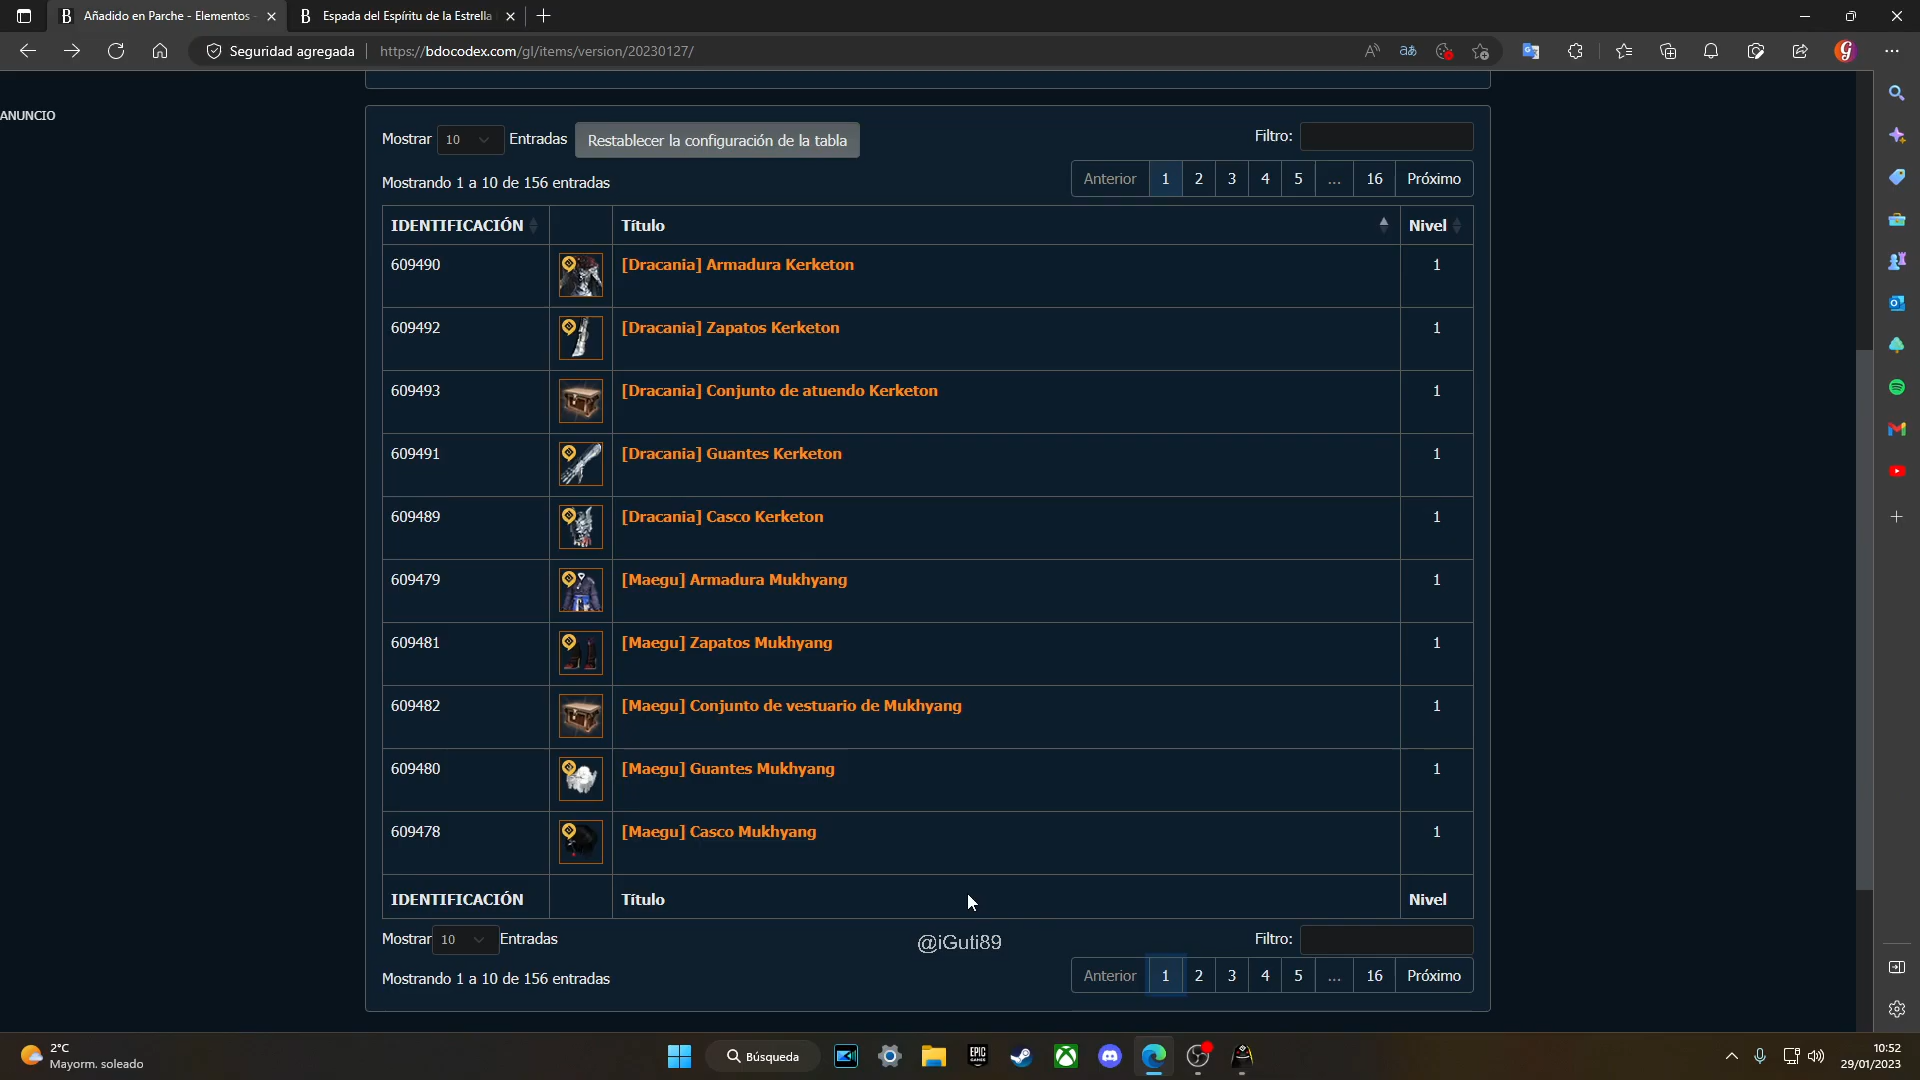 Añadido en Parche - Elementos -
Espada del Espíritu de la Estrella
Seguridad agregada
https://bdocodex.com/gl/items/version/20230127/
ANUNCIO
Mostrar 10 Entradas Restablecer la configuración de la tabla
Filtro:
Mostrando 1 a 10 de 156 entradas
Anterior 1 2 3 4 5 ... 16 Próximo
IDENTIFICACIÓN Título Nivel
609490 [Dracania] Armadura Kerketon 1
609492 [Dracania] Zapatos Kerketon 1
609493 [Dracania] Conjunto de atuendo Kerketon 1
609491 [Dracania] Guantes Kerketon 1
609489 [Dracania] Casco Kerketon 1
609479 [Maegu] Armadura Mukhyang 1
609481 [Maegu] Zapatos Mukhyang 1
609482 [Maegu] Conjunto de vestuario de Mukhyang 1
609480 [Maegu] Guantes Mukhyang 1
609478 [Maegu] Casco Mukhyang 1
IDENTIFICACIÓN Título Nivel
Mostrar 10 Entradas
Filtro:
@iGuti89
Mostrando 1 a 10 de 156 entradas
Anterior 1 2 3 4 5 ... 16 Próximo
2°C
Mayorm. soleado
Búsqueda
EPIC GAMES
10:52
29/01/2023